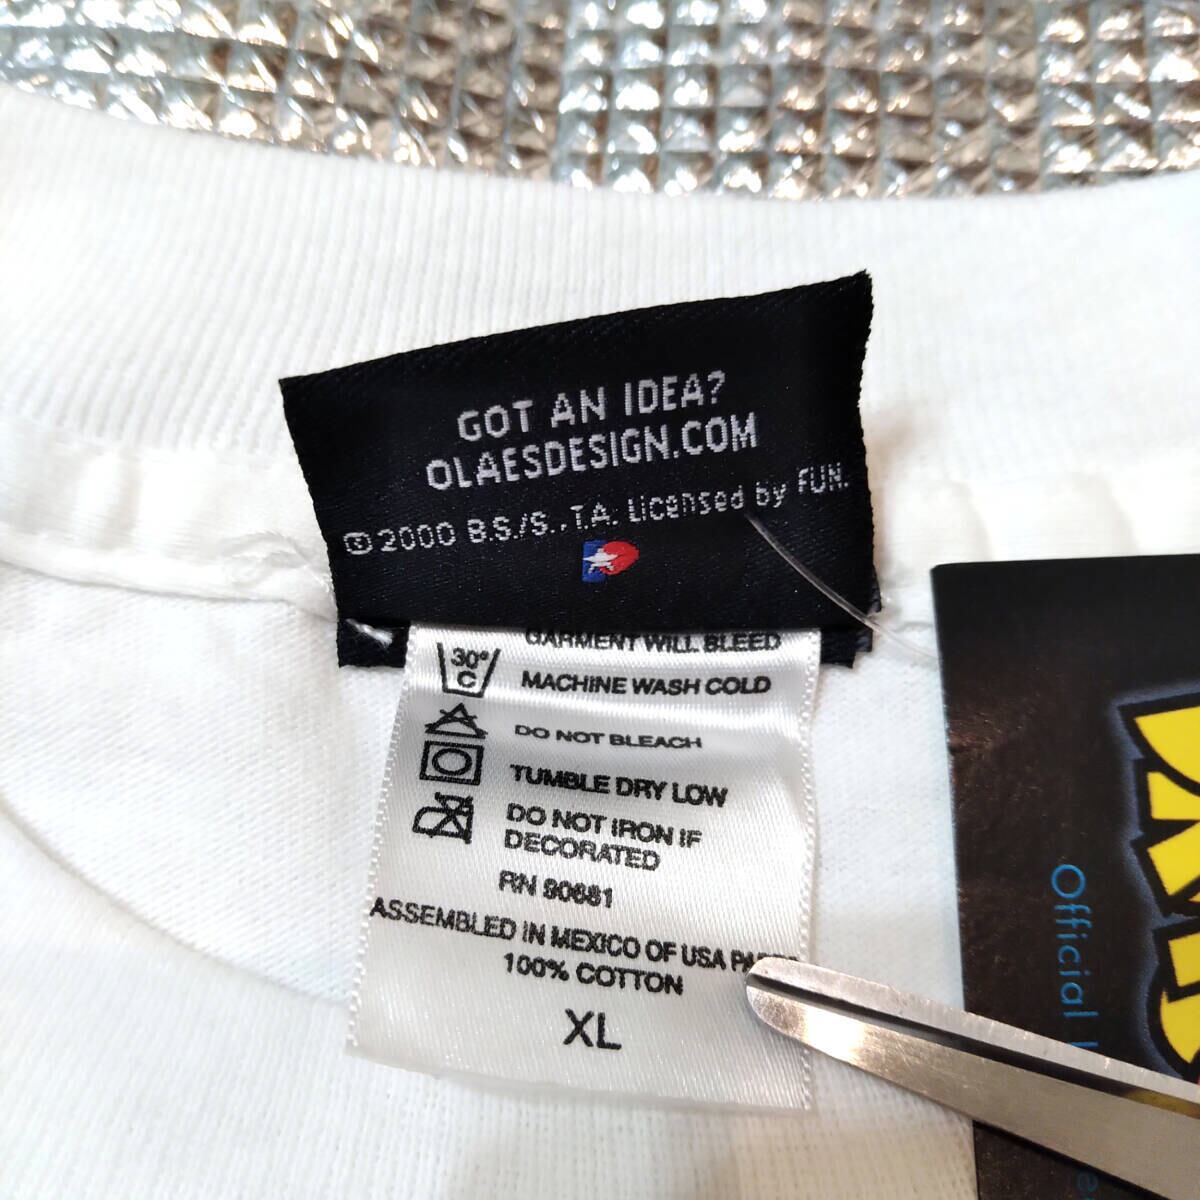 GOT AN IDEA?
OLAESDESIGN.COM
© 2000 B.S./S., T.A. Licensed by FUN.
GARMENT WILL BLEED
30°
C
MACHINE WASH COLD
DO NOT BLEACH
TUMBLE DRY LOW
DO NOT IRON IF
DECORATED
RN 90681
ASSEMBLED IN MEXICO OF USA
100% COTTON
XL
Official